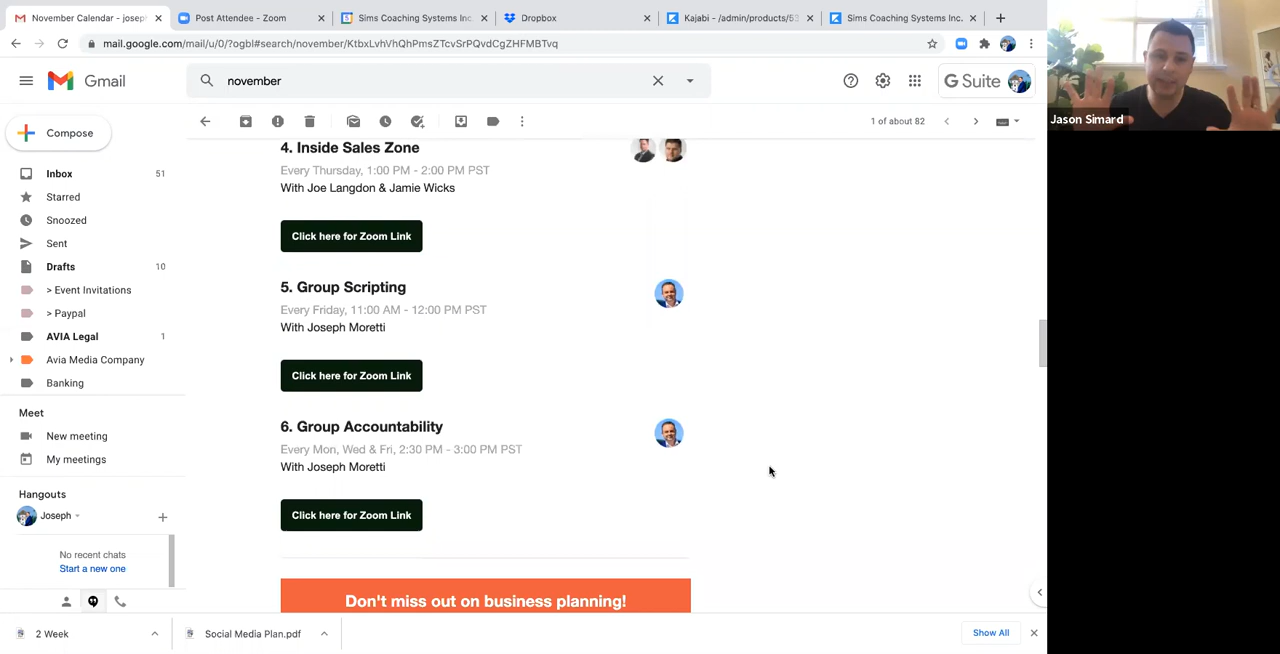 November Calendar - joseph
Post Attendee - Zoom
Sims Coaching Systems Inc.
Dropbox
Kajabi - /admin/products/53
Sims Coaching Systems Inc.
mail.google.com/mail/u/0/?ogbl#search/november/KtbxLvhVhQhPmsZTcvSrPQvdCgZHFMBTvq
Gmail
november
G Suite
Jason Simard
Compose
1 of about 82
Inbox 51
Starred
Snoozed
Sent
Drafts 10
> Event Invitations
> Paypal
AVIA Legal 1
Avia Media Company
Banking
Meet
New meeting
My meetings
Hangouts
Joseph
No recent chats
Start a new one
4. Inside Sales Zone
Every Thursday, 1:00 PM - 2:00 PM PST
With Joe Langdon & Jamie Wicks
Click here for Zoom Link
5. Group Scripting
Every Friday, 11:00 AM - 12:00 PM PST
With Joseph Moretti
Click here for Zoom Link
6. Group Accountability
Every Mon, Wed & Fri, 2:30 PM - 3:00 PM PST
With Joseph Moretti
Click here for Zoom Link
Don't miss out on business planning!
2 Week
Social Media Plan.pdf
Show All